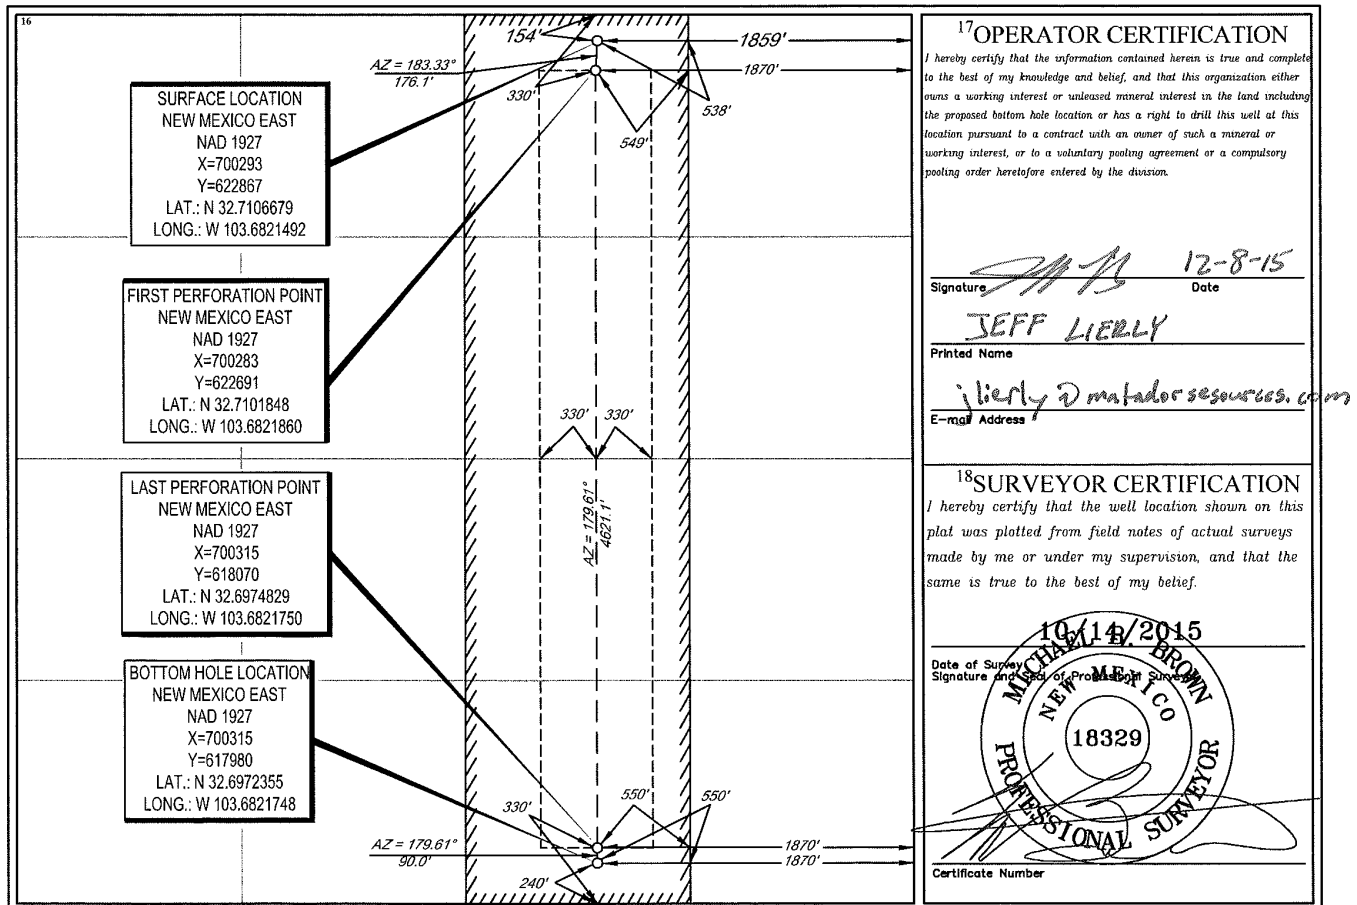 16
154'
1859'
AZ = 183.33°
176.1'
1870'
330'
538'
549'
SURFACE LOCATION
NEW MEXICO EAST
NAD 1927
X=700293
Y=622867
LAT.: N 32.7106679
LONG.: W 103.6821492
FIRST PERFORATION POINT
NEW MEXICO EAST
NAD 1927
X=700283
Y=622691
LAT.: N 32.7101848
LONG.: W 103.6821860
330' 330'
AZ = 179.61°
4621.1'
LAST PERFORATION POINT
NEW MEXICO EAST
NAD 1927
X=700315
Y=618070
LAT.: N 32.6974829
LONG.: W 103.6821750
BOTTOM HOLE LOCATION
NEW MEXICO EAST
NAD 1927
X=700315
Y=617980
LAT.: N 32.6972355
LONG.: W 103.6821748
330'
550'
550'
AZ = 179.61°
90.0'
1870'
1870'
240'
17OPERATOR CERTIFICATION
I hereby certify that the information contained herein is true and complete
to the best of my knowledge and belief, and that this organization either
owns a working interest or unleased mineral interest in the land including
the proposed bottom hole location or has a right to drill this well at this
location pursuant to a contract with an owner of such a mineral or
working interest, or to a voluntary pooling agreement or a compulsory
pooling order heretofore entered by the division.
12-8-15
Signature Date
JEFF LIERLY
Printed Name
jlierly@matadorresources.com
E-mail Address
18SURVEYOR CERTIFICATION
I hereby certify that the well location shown on this
plat was plotted from field notes of actual surveys
made by me or under my supervision, and that the
same is true to the best of my belief.
10/14/2015
Date of Survey
Signature and Seal of Professional Surveyor
MICHAEL B. BROWN
NEW MEXICO
18329
PROFESSIONAL SURVEYOR
Certificate Number